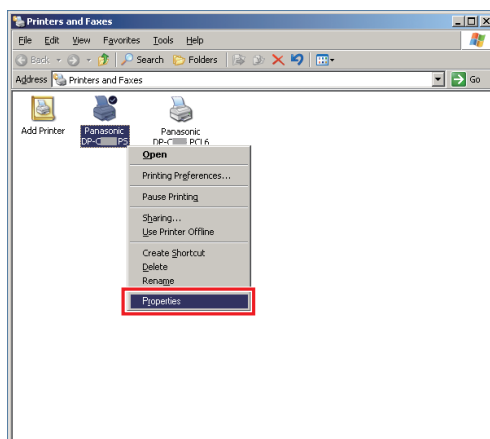 Printers and Faxes
File Edit View Favorites Tools Help
Back Search Folders
Address Printers and Faxes Go
Add Printer Panasonic Panasonic
DP-C PS DP-C PCL6
Open
Printing Preferences...
Pause Printing
Sharing...
Use Printer Offline
Create Shortcut
Delete
Rename
Properties